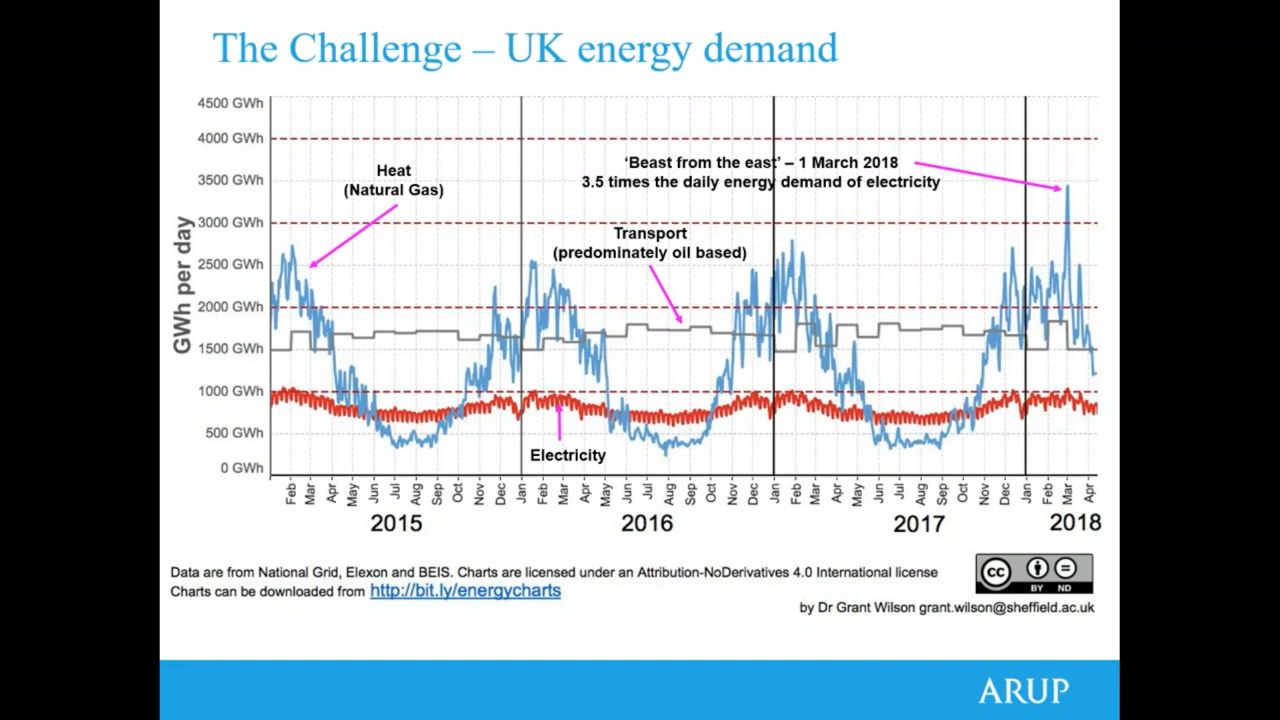 The Challenge – UK energy demand
4500 GWh
4000 GWh
3500 GWh
3000 GWh
2500 GWh
2000 GWh
1500 GWh
1000 GWh
500 GWh
0 GWh
GWh per day
Heat
(Natural Gas)
'Beast from the east' – 1 March 2018
3.5 times the daily energy demand of electricity
Transport
(predominately oil based)
Electricity
Feb Mar Apr May Jun Jul Aug Sep Oct Nov Dec Jan Feb Mar Apr May Jun Jul Aug Sep Oct Nov Dec Jan Feb Mar Apr May Jun Jul Aug Sep Oct Nov Dec Jan Feb Mar Apr
2015 2016 2017 2018
Data are from National Grid, Elexon and BEIS. Charts are licensed under an Attribution-NoDerivatives 4.0 International license
Charts can be downloaded from http://bit.ly/energycharts
cc BY ND
by Dr Grant Wilson grant.wilson@sheffield.ac.uk
ARUP